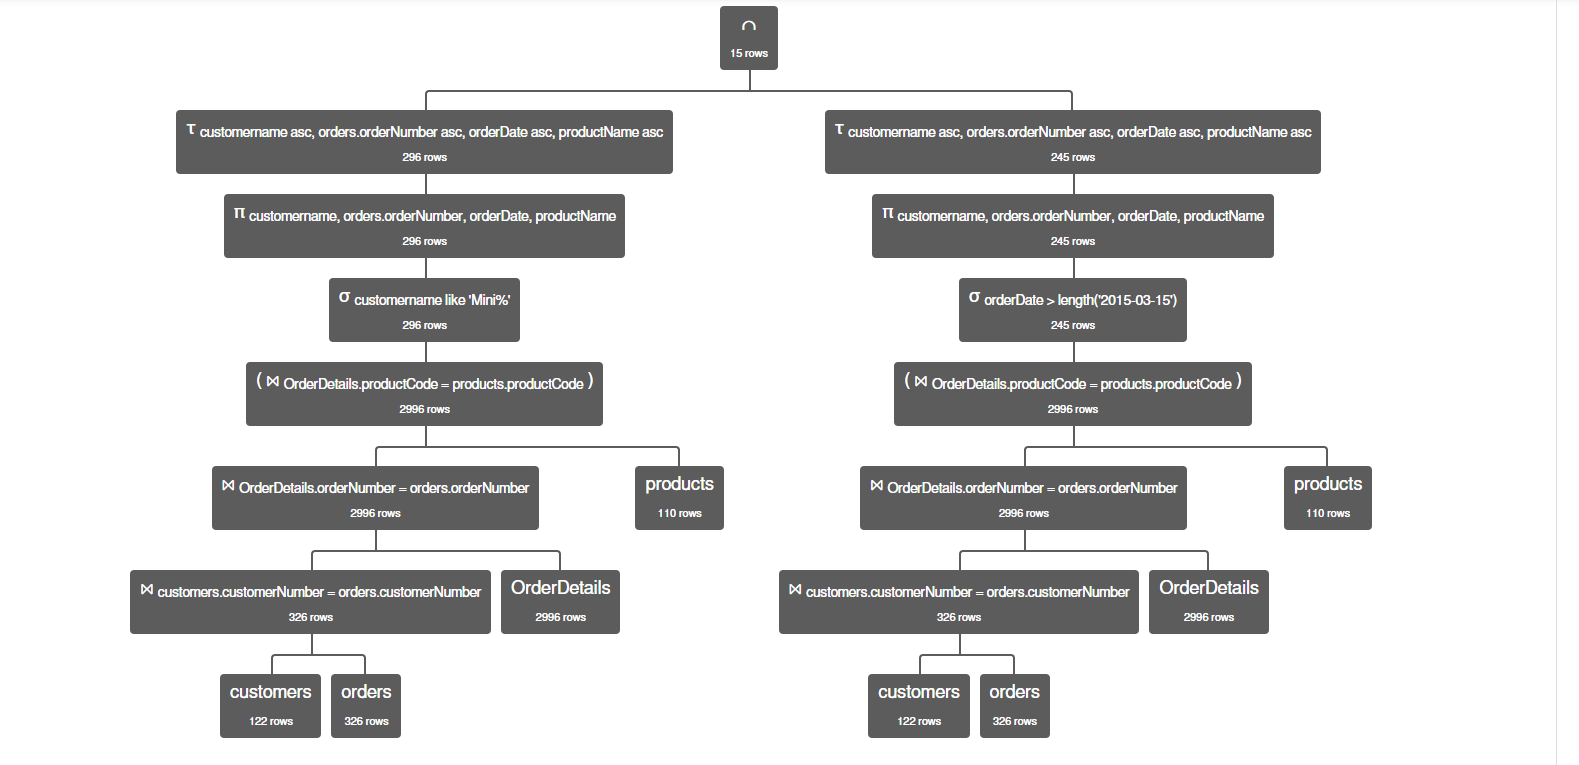 ∩
15 rows
τ customername asc, orders.orderNumber asc, orderDate asc, productName asc
296 rows
τ customername asc, orders.orderNumber asc, orderDate asc, productName asc
245 rows
π customername, orders.orderNumber, orderDate, productName
296 rows
π customername, orders.orderNumber, orderDate, productName
245 rows
σ customername like 'Mini%'
296 rows
σ orderDate > length('2015-03-15')
245 rows
( ⋈ OrderDetails.productCode = products.productCode )
2996 rows
( ⋈ OrderDetails.productCode = products.productCode )
2996 rows
⋈ OrderDetails.orderNumber = orders.orderNumber
2996 rows
products
110 rows
⋈ OrderDetails.orderNumber = orders.orderNumber
2996 rows
products
110 rows
⋈ customers.customerNumber = orders.customerNumber
326 rows
OrderDetails
2996 rows
⋈ customers.customerNumber = orders.customerNumber
326 rows
OrderDetails
2996 rows
customers
122 rows
orders
326 rows
customers
122 rows
orders
326 rows